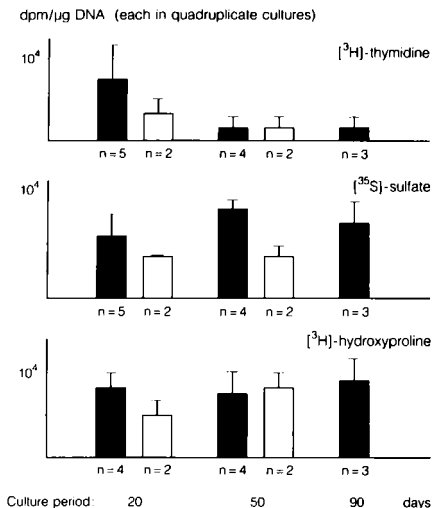 dpm/µg DNA (each in quadruplicate cultures)
10⁴
[³H]-thymidine
n=5 n=2 n=4 n=2 n=3
10⁴
[³⁵S]-sulfate
n=5 n=2 n=4 n=2 n=3
[³H]-hydroxyproline
10⁴
n=4 n=2 n=4 n=2 n=3
Culture period: 20 50 90 days